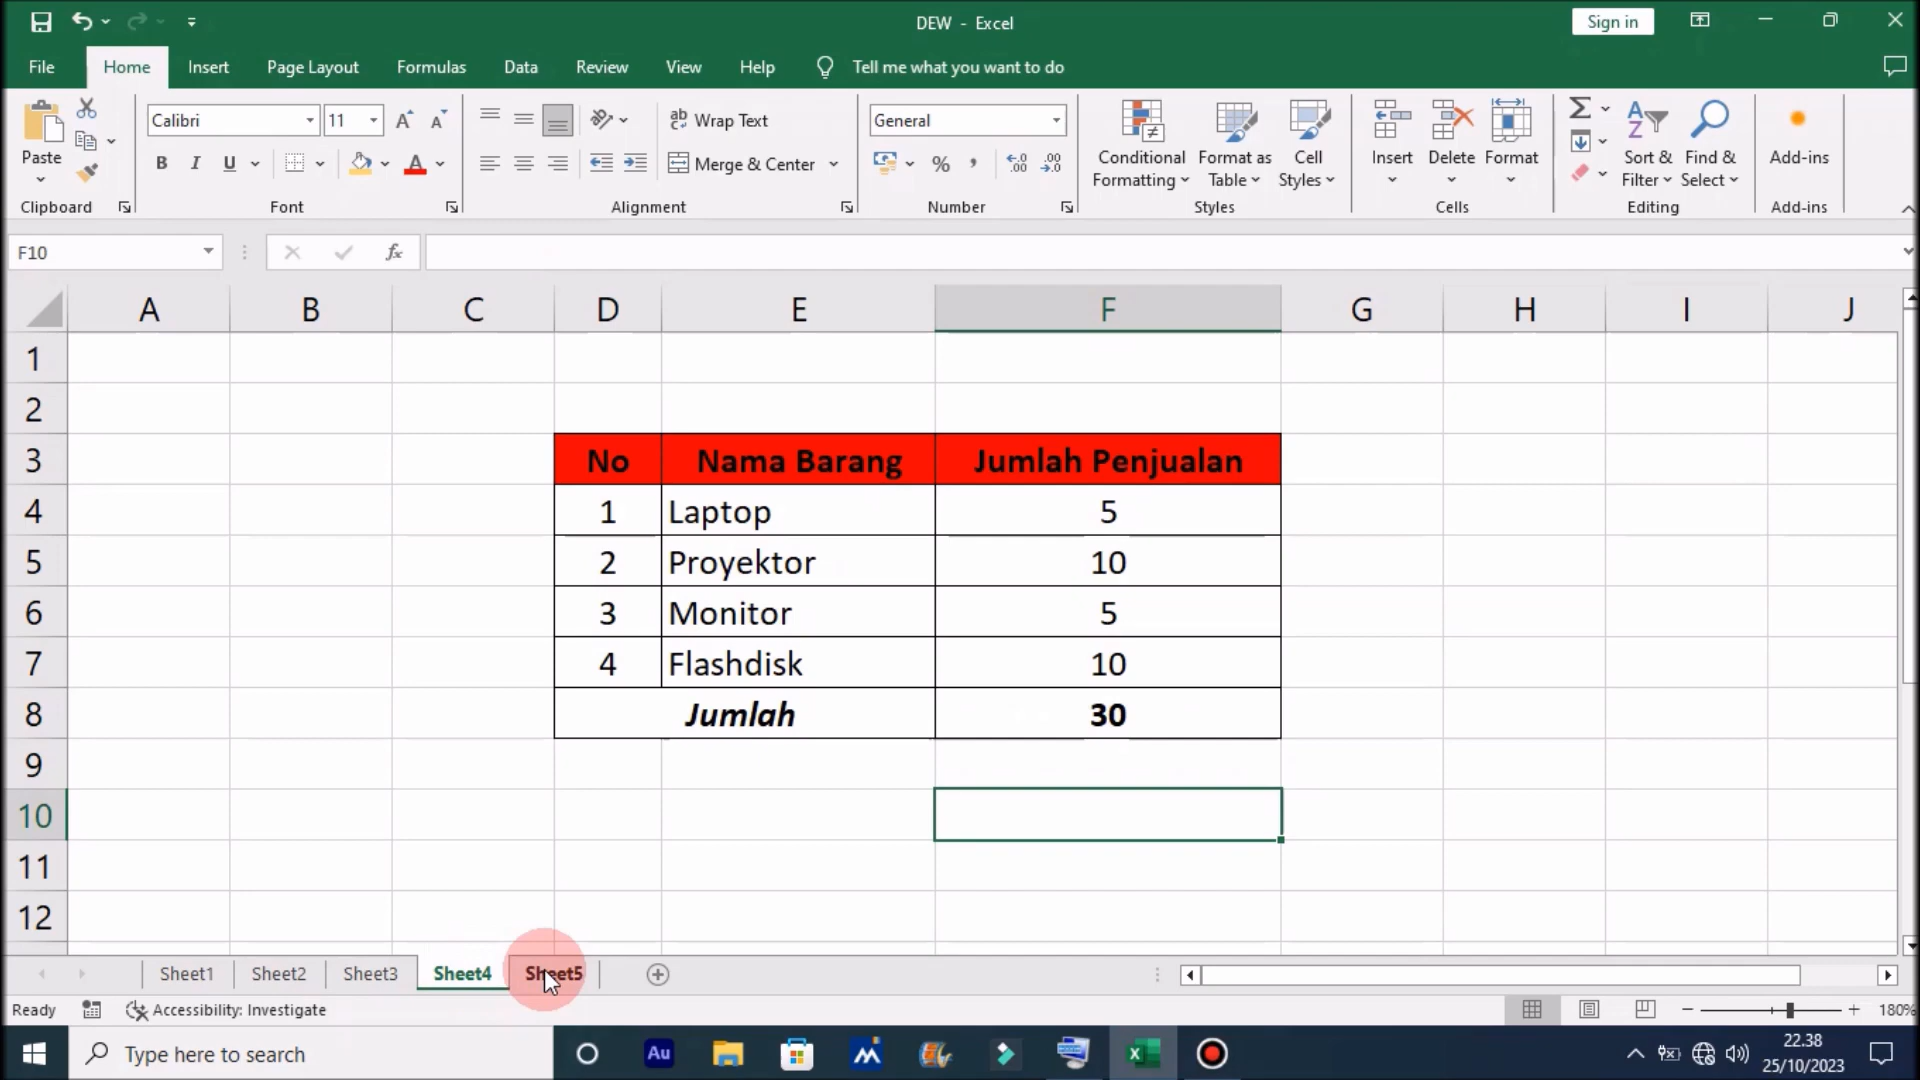 DEW - Excel
Sign in
File Home Insert Page Layout Formulas Data Review View Help Tell me what you want to do
Paste
Clipboard
Calibri 11
B I U A
Font
ab Wrap Text
Merge & Center
Alignment
General
% ,
Number
Conditional Formatting
Format as Table
Cell Styles
Styles
Insert Delete Format
Cells
Sort & Filter
Find & Select
Editing
Add-ins
Add-ins
F10 fx
A B C D E F G H I J
1
2
3 No Nama Barang Jumlah Penjualan
4 1 Laptop 5
5 2 Proyektor 10
6 3 Monitor 5
7 4 Flashdisk 10
8 Jumlah 30
9
10
11
12
Sheet1 Sheet2 Sheet3 Sheet4 Sheet5
Ready Accessibility: Investigate 180%
Type here to search
Au
22.38
25/10/2023